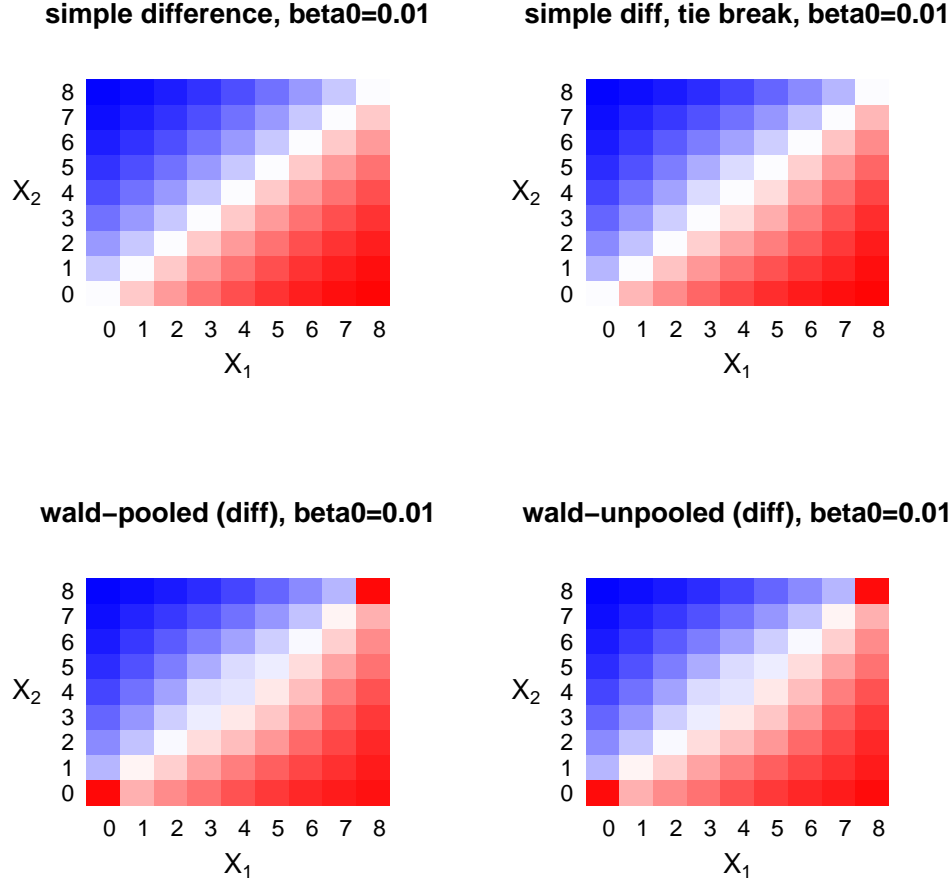 simple difference, beta0=0.01
X₂
8
7
6
5
4
3
2
1
0
0 1 2 3 4 5 6 7 8
X₁
simple diff, tie break, beta0=0.01
X₂
8
7
6
5
4
3
2
1
0
0 1 2 3 4 5 6 7 8
X₁
wald−pooled (diff), beta0=0.01
X₂
8
7
6
5
4
3
2
1
0
0 1 2 3 4 5 6 7 8
X₁
wald−unpooled (diff), beta0=0.01
X₂
8
7
6
5
4
3
2
1
0
0 1 2 3 4 5 6 7 8
X₁